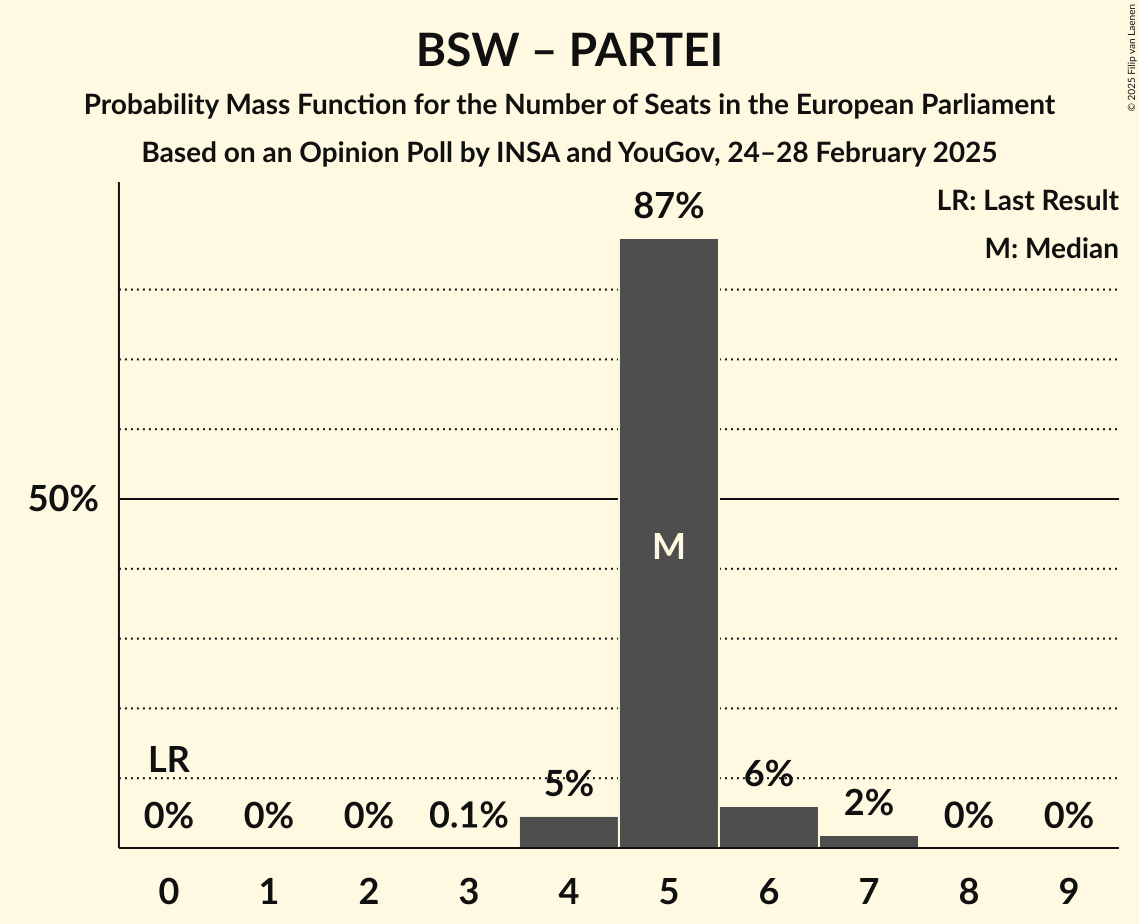 BSW – PARTEI
Probability Mass Function for the Number of Seats in the European Parliament
Based on an Opinion Poll by INSA and YouGov, 24–28 February 2025
© 2025 Filip van Laenen
LR: Last Result
M: Median
87%
50%
M
LR
0%
0%
0%
0.1%
5%
6%
2%
0%
0%
0 1 2 3 4 5 6 7 8 9